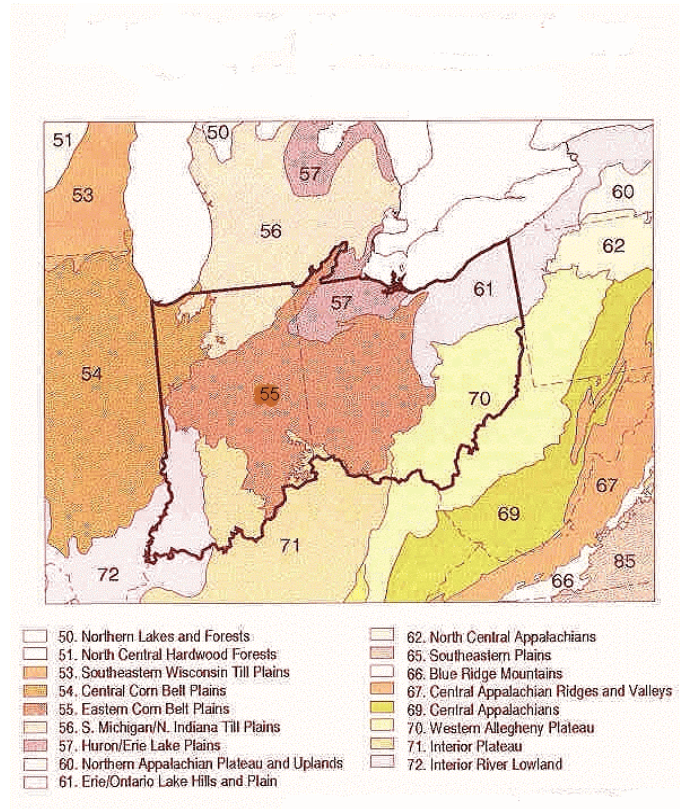 51
50
53
57
56
60
62
57
61
54
55
70
67
69
71
72
66
85
50. Northern Lakes and Forests
51. North Central Hardwood Forests
53. Southeastern Wisconsin Till Plains
54. Central Corn Belt Plains
55. Eastern Corn Belt Plains
56. S. Michigan/N. Indiana Till Plains
57. Huron/Erie Lake Plains
60. Northern Appalachian Plateau and Uplands
61. Erie/Ontario Lake Hills and Plain
62. North Central Appalachians
65. Southeastern Plains
66. Blue Ridge Mountains
67. Central Appalachian Ridges and Valleys
69. Central Appalachians
70. Western Allegheny Plateau
71. Interior Plateau
72. Interior River Lowland